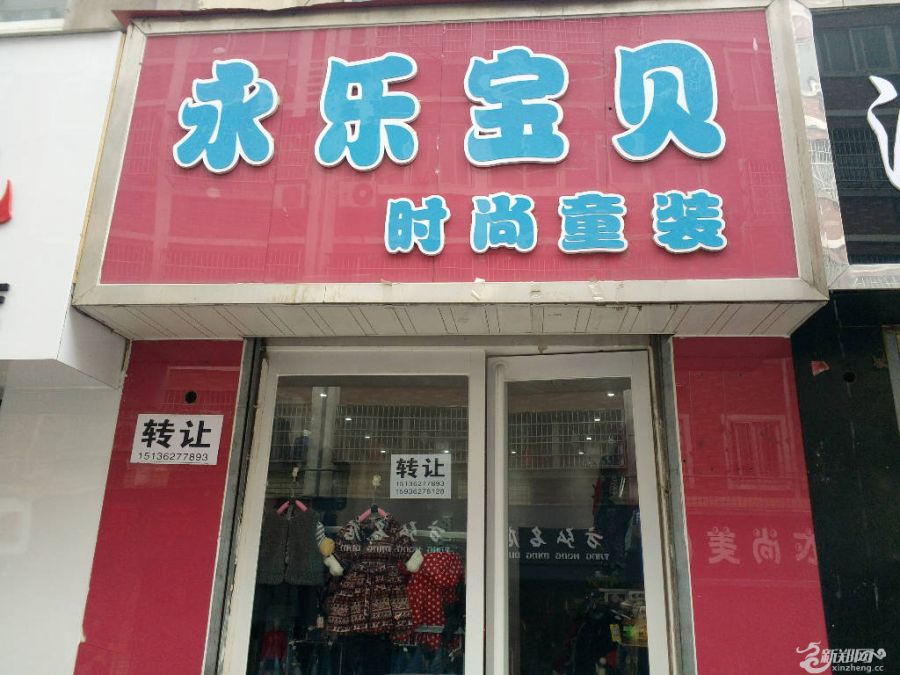 永乐宝贝
时尚童装
转让
15136277893
转让
15136277893
15936278128
新郑网
xinzheng.cc